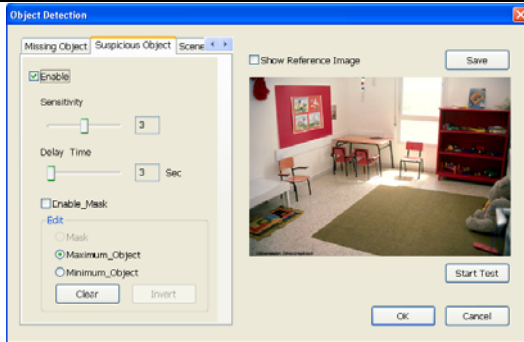 Object Detection
Missing Object Suspicious Object Scene
Enable
Sensitivity
3
Delay Time
3 Sec
Enable_Mask
Edit
Mask
Maximum_Object
Minimum_Object
Clear Invert
Show Reference Image Save
Start Test
OK Cancel